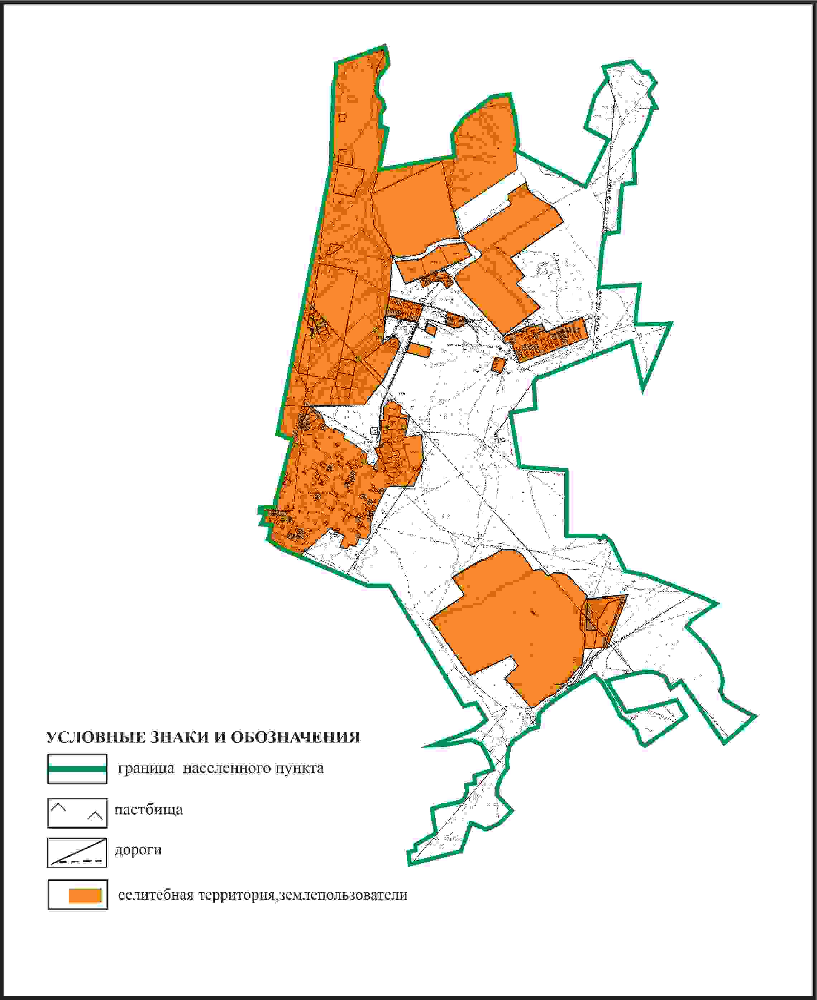 УСЛОВНЫЕ ЗНАКИ И ОБОЗНАЧЕНИЯ
граница населенного пункта
пастбища
дороги
селитебная территория,землепользователи